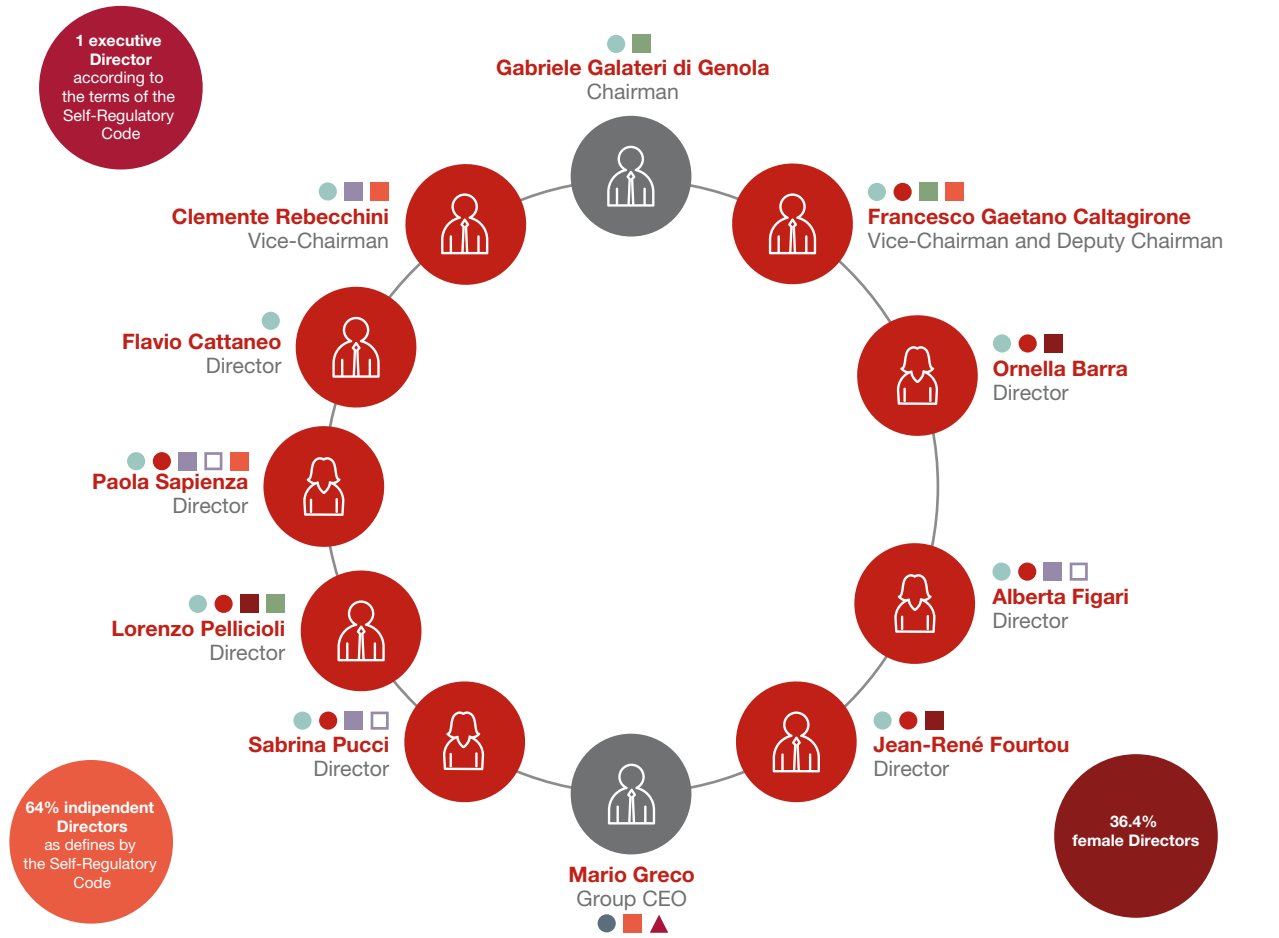 1 executive
Director
according to
the terms of the
Self-Regulatory
Code
Gabriele Galateri di Genola
Chairman
Clemente Rebecchini
Vice-Chairman
Francesco Gaetano Caltagirone
Vice-Chairman and Deputy Chairman
Flavio Cattaneo
Director
Ornella Barra
Director
Paola Sapienza
Director
Alberta Figari
Director
Lorenzo Pellicioli
Director
Sabrina Pucci
Director
Jean-René Fourtou
Director
64% indipendent
Directors
as defines by
the Self-Regulatory
Code
36.4%
female Directors
Mario Greco
Group CEO